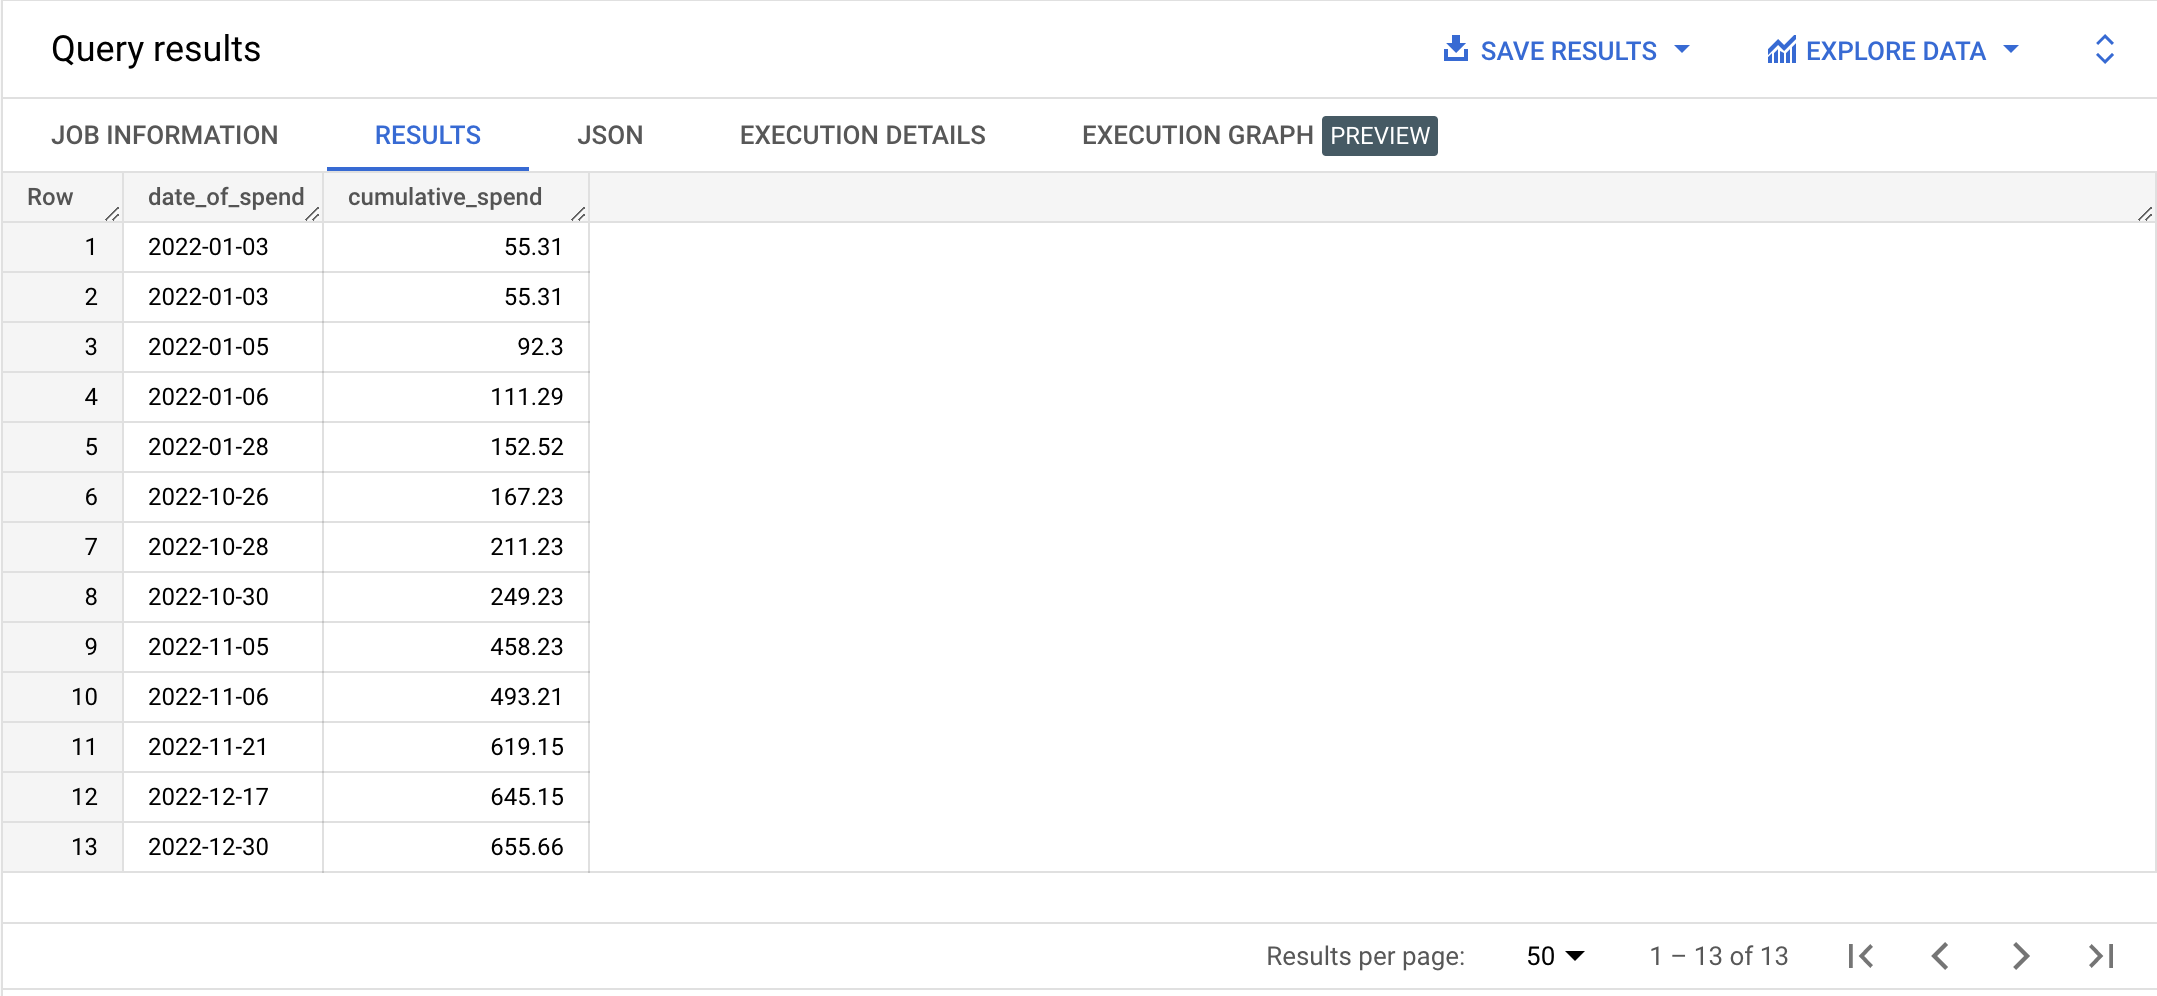 Query results SAVE RESULTS EXPLORE DATA
JOB INFORMATION RESULTS JSON EXECUTION DETAILS EXECUTION GRAPH PREVIEW
Row date_of_spend cumulative_spend
1 2022-01-03 55.31
2 2022-01-03 55.31
3 2022-01-05 92.3
4 2022-01-06 111.29
5 2022-01-28 152.52
6 2022-10-26 167.23
7 2022-10-28 211.23
8 2022-10-30 249.23
9 2022-11-05 458.23
10 2022-11-06 493.21
11 2022-11-21 619.15
12 2022-12-17 645.15
13 2022-12-30 655.66
Results per page: 50 1 – 13 of 13